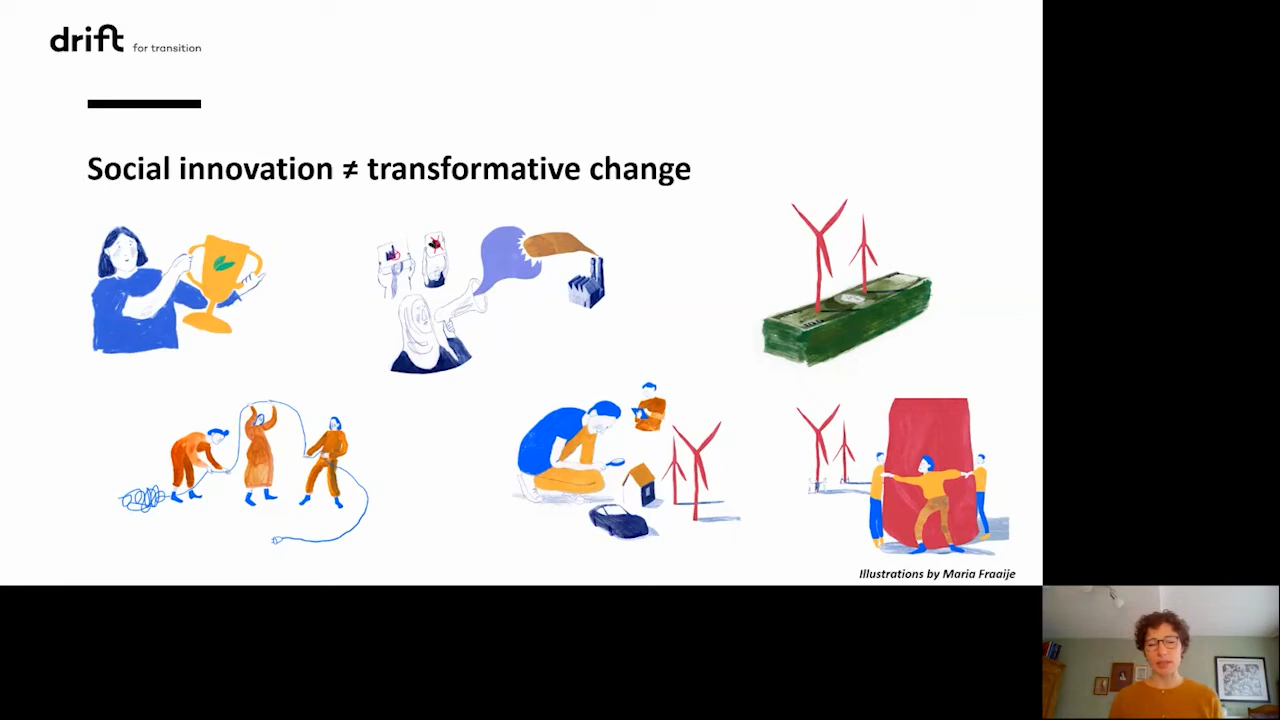 drift for transition
Social innovation ≠ transformative change
Illustrations by Maria Fraaije